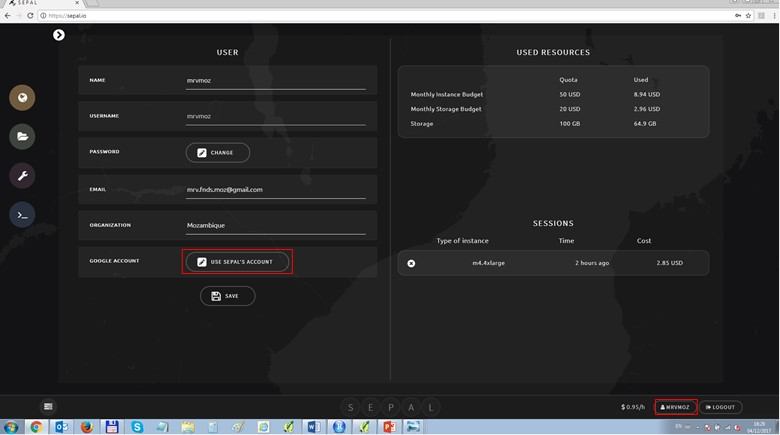 SEPAL
https://sepal.io
USER
NAME
mrvmoz
USERNAME
mrvmoz
PASSWORD
CHANGE
EMAIL
mrv.fnds.moz@gmail.com
ORGANIZATION
Mozambique
GOOGLE ACCOUNT
USE SEPAL'S ACCOUNT
SAVE
USED RESOURCES
Quota Used
Monthly Instance Budget 50 USD 8.94 USD
Monthly Storage Budget 20 USD 2.96 USD
Storage 100 GB 64.9 GB
SESSIONS
Type of instance Time Cost
m4.4xlarge 2 hours ago 2.85 USD
S E P A L
$ 0.95/h
MRVMOZ
LOGOUT
EN
04/12/2017